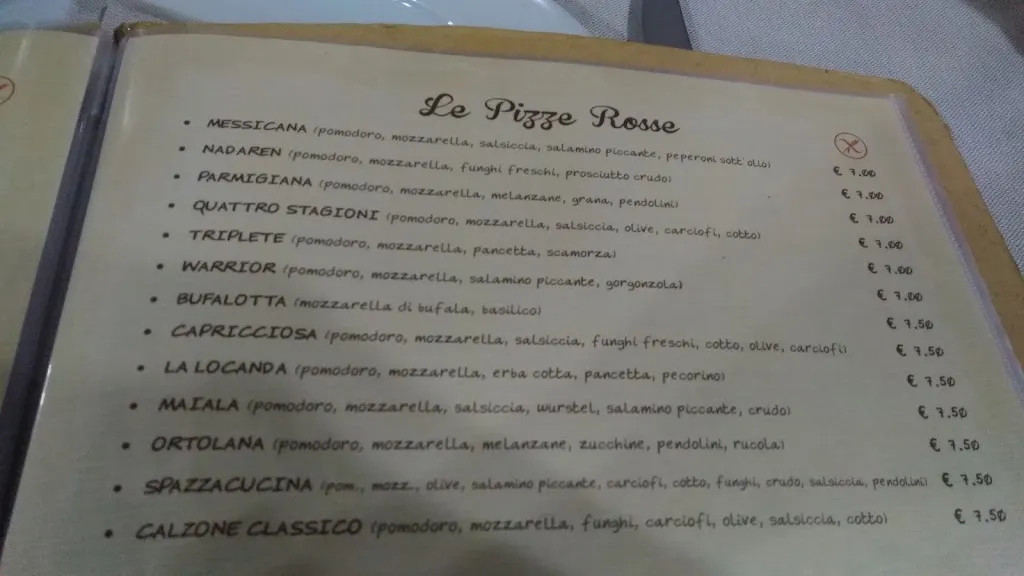 Le Pizze Rosse
• MESSICANA (pomodoro, mozzarella, salsiccia, salamino piccante, peperoni sott'olio) € 7.00
• NADAREN (pomodoro, mozzarella, funghi freschi, prosciutto crudo) € 7.00
• PARMIGIANA (pomodoro, mozzarella, melanzane, grana, pendolini) € 7.00
• QUATTRO STAGIONI (pomodoro, mozzarella, salsiccia, olive, carciofi, cotto) € 7.00
• TRIPLETE (pomodoro, mozzarella, pancetta, scamorza) € 7.00
• WARRIOR (pomodoro, mozzarella, salamino piccante, gorgonzola) € 7.00
• BUFALOTTA (mozzarella di bufala, basilico) € 7.50
• CAPRICCIOSA (pomodoro, mozzarella, salsiccia, funghi freschi, cotto, olive, carciofi) € 7.50
• LA LOCANDA (pomodoro, mozzarella, erba cotta, pancetta, pecorino) € 7.50
• MAIALA (pomodoro, mozzarella, salsiccia, wurstel, salamino piccante, crudo) € 7.50
• ORTOLANA (pomodoro, mozzarella, melanzane, zucchine, pendolini, rucola) € 7.50
• SPAZZACUCINA (pom., mozz., olive, salamino piccante, carciofi, cotto, funghi, crudo, salsiccia, pendolini) € 7.50
• CALZONE CLASSICO (pomodoro, mozzarella, funghi, carciofi, olive, salsiccia, cotto) € 7.50